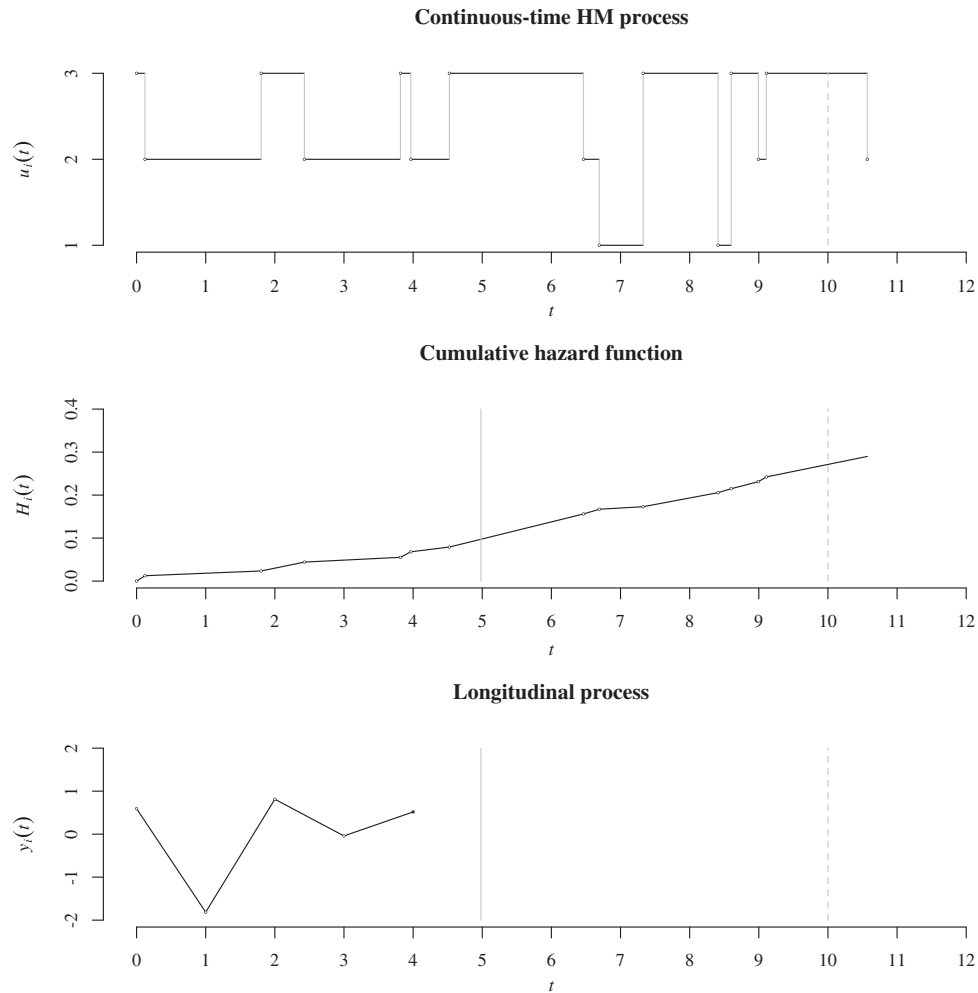 Continuous-time HM process
3
2
1
u_i(t)
0 1 2 3 4 5 6 7 8 9 10 11 12
t
Cumulative hazard function
0.4
0.3
0.2
0.1
0.0
H_i(t)
0 1 2 3 4 5 6 7 8 9 10 11 12
t
Longitudinal process
2
1
0
-1
-2
y_i(t)
0 1 2 3 4 5 6 7 8 9 10 11 12
t